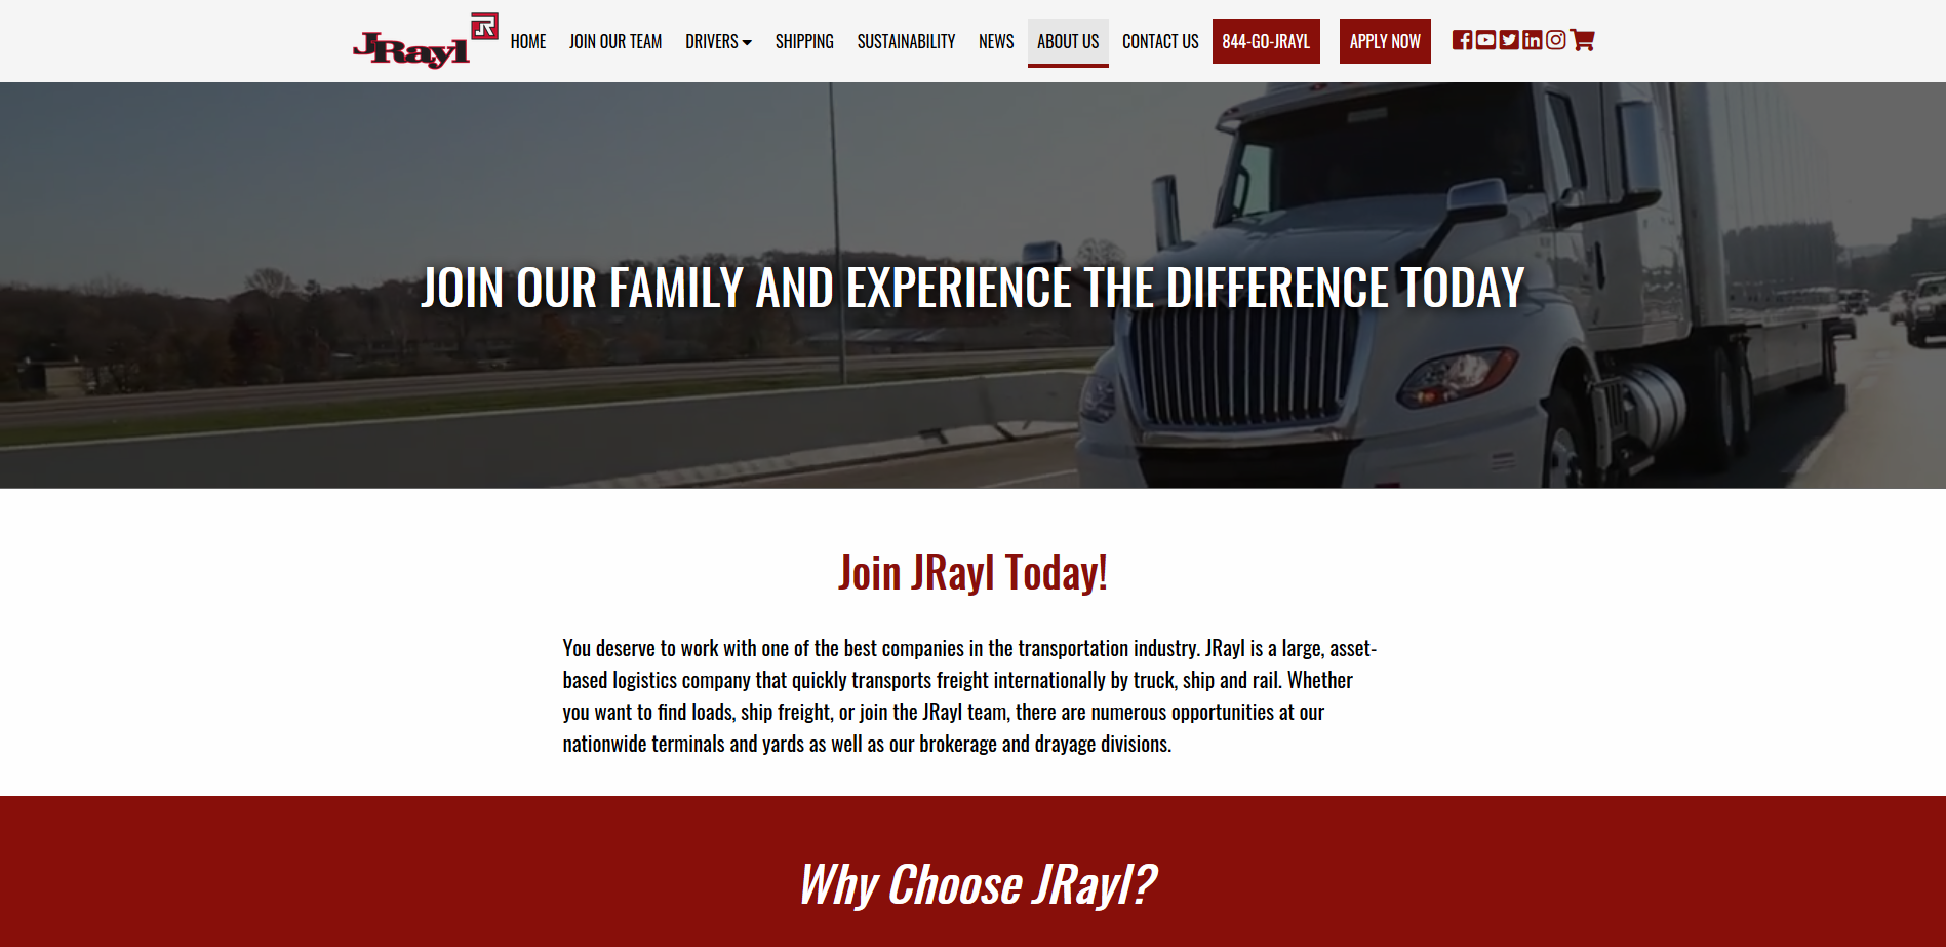 JRayl
JR
HOME
JOIN OUR TEAM
DRIVERS
SHIPPING
SUSTAINABILITY
NEWS
ABOUT US
CONTACT US
844-GO-JRAYL
APPLY NOW
JOIN OUR FAMILY AND EXPERIENCE THE DIFFERENCE TODAY
Join JRayl Today!
You deserve to work with one of the best companies in the transportation industry. JRayl is a large, asset-
based logistics company that quickly transports freight internationally by truck, ship and rail. Whether
you want to find loads, ship freight, or join the JRayl team, there are numerous opportunities at our
nationwide terminals and yards as well as our brokerage and drayage divisions.
Why Choose JRayl?